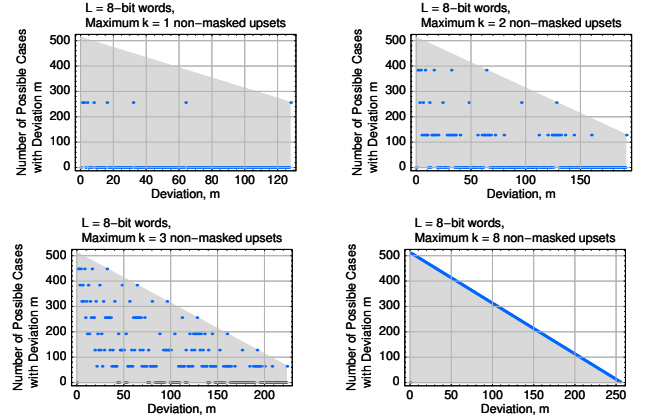 L = 8-bit words,
Maximum k = 1 non-masked upsets
Number of Possible Cases
with Deviation m
500
400
300
200
100
0
0 20 40 60 80 100 120
Deviation, m
L = 8-bit words,
Maximum k = 2 non-masked upsets
Number of Possible Cases
with Deviation m
500
400
300
200
100
0
0 50 100 150
Deviation, m
L = 8-bit words,
Maximum k = 3 non-masked upsets
Number of Possible Cases
with Deviation m
500
400
300
200
100
0
0 50 100 150 200
Deviation, m
L = 8-bit words,
Maximum k = 8 non-masked upsets
Number of Possible Cases
with Deviation m
500
400
300
200
100
0
0 50 100 150 200 250
Deviation, m